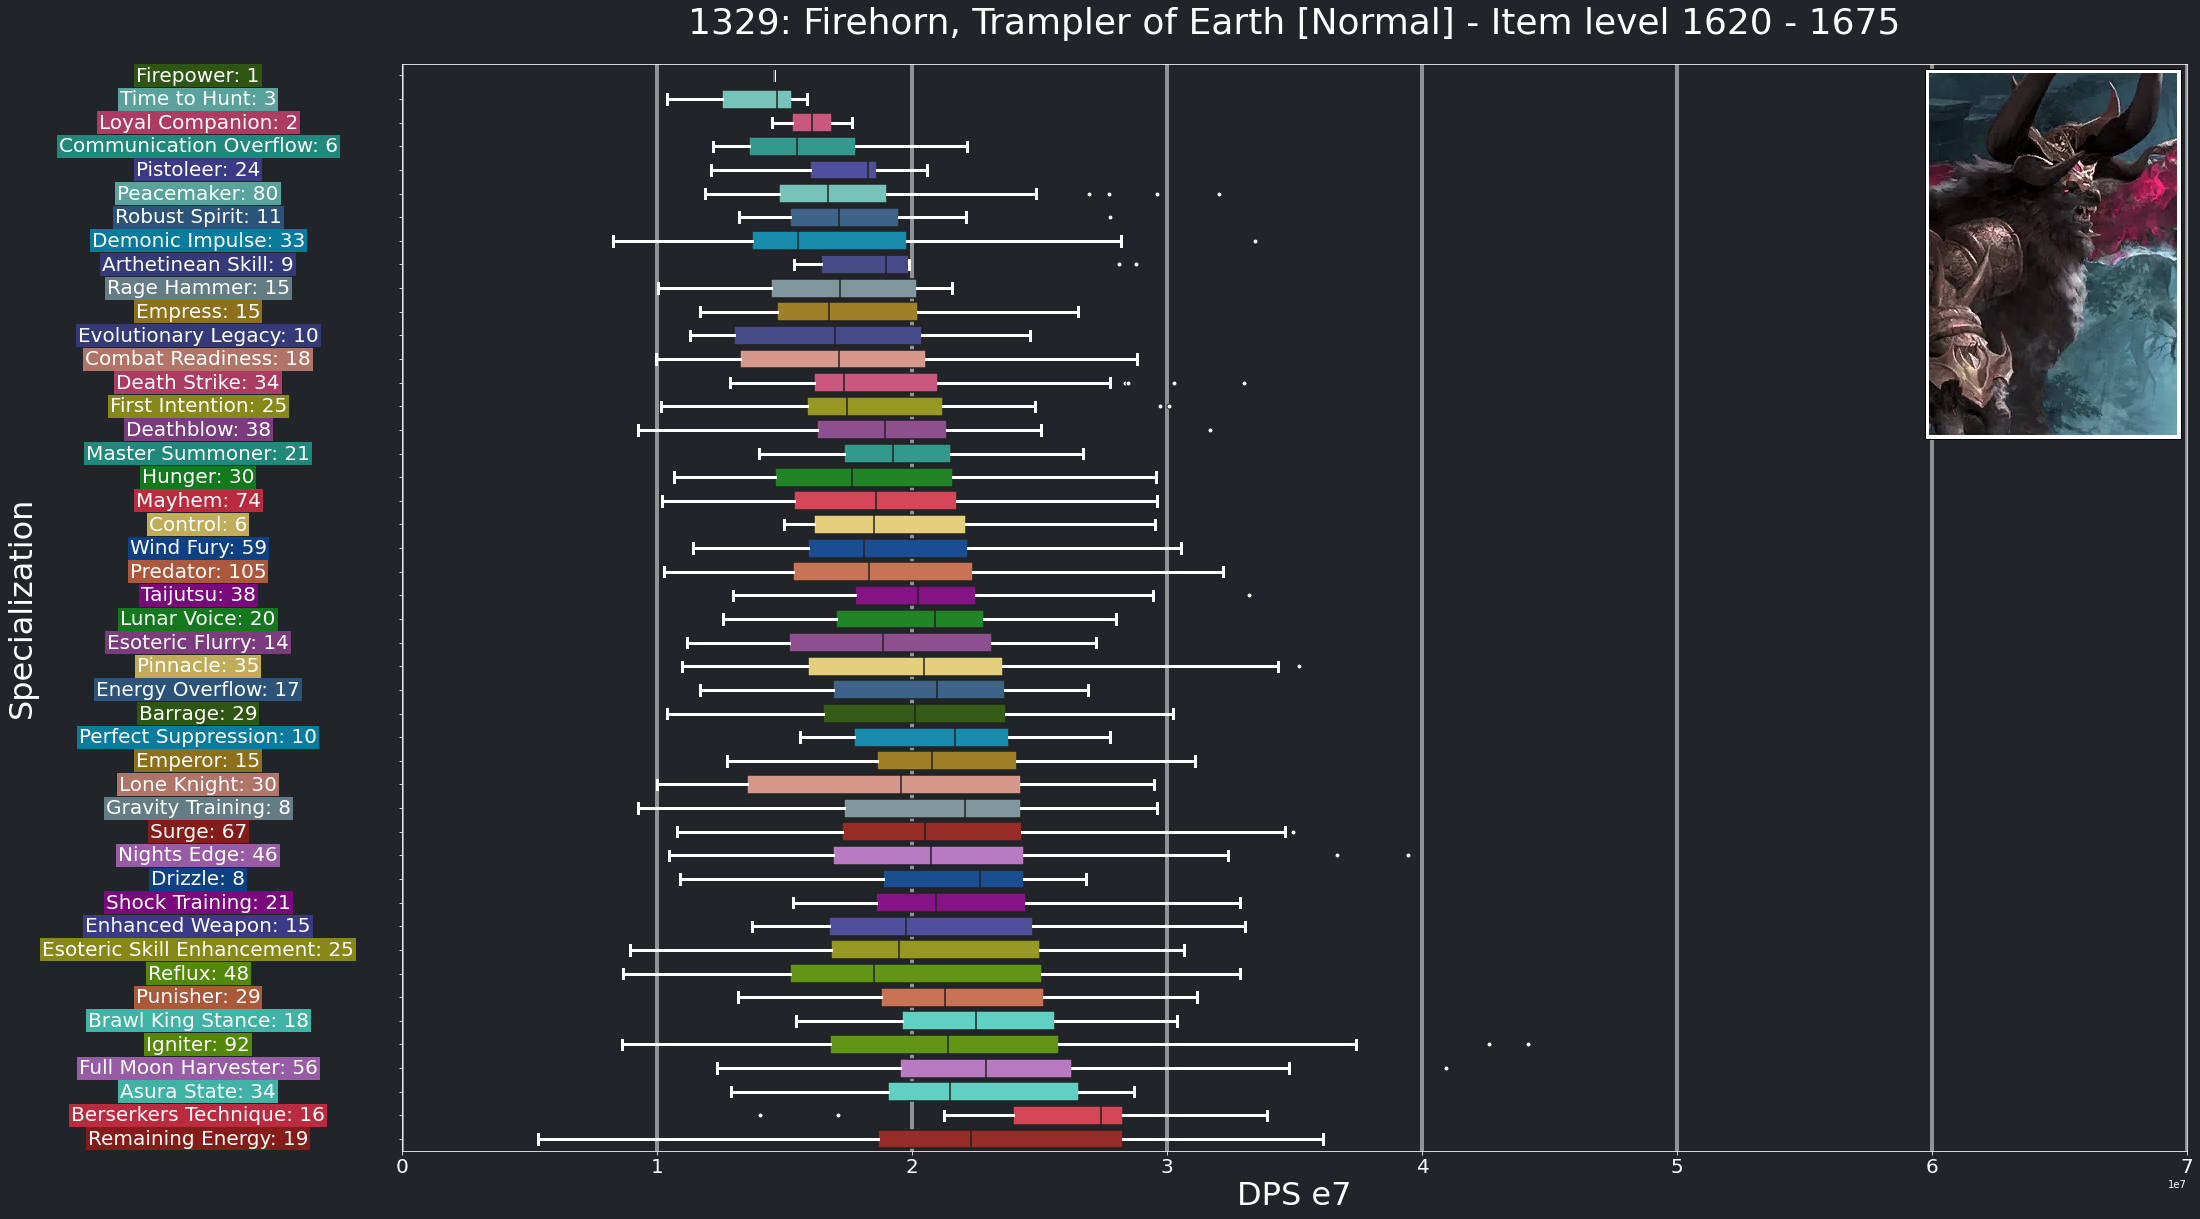 1329: Firehorn, Trampler of Earth [Normal] - Item level 1620 - 1675
Specialization
Firepower: 1
Time to Hunt: 3
Loyal Companion: 2
Communication Overflow: 6
Pistoleer: 24
Peacemaker: 80
Robust Spirit: 11
Demonic Impulse: 33
Arthetinean Skill: 9
Rage Hammer: 15
Empress: 15
Evolutionary Legacy: 10
Combat Readiness: 18
Death Strike: 34
First Intention: 25
Deathblow: 38
Master Summoner: 21
Hunger: 30
Mayhem: 74
Control: 6
Wind Fury: 59
Predator: 105
Taijutsu: 38
Lunar Voice: 20
Esoteric Flurry: 14
Pinnacle: 35
Energy Overflow: 17
Barrage: 29
Perfect Suppression: 10
Emperor: 15
Lone Knight: 30
Gravity Training: 8
Surge: 67
Nights Edge: 46
Drizzle: 8
Shock Training: 21
Enhanced Weapon: 15
Esoteric Skill Enhancement: 25
Reflux: 48
Punisher: 29
Brawl King Stance: 18
Igniter: 92
Full Moon Harvester: 56
Asura State: 34
Berserkers Technique: 16
Remaining Energy: 19
0 1 2 3 4 5 6 7
1e7
DPS e7